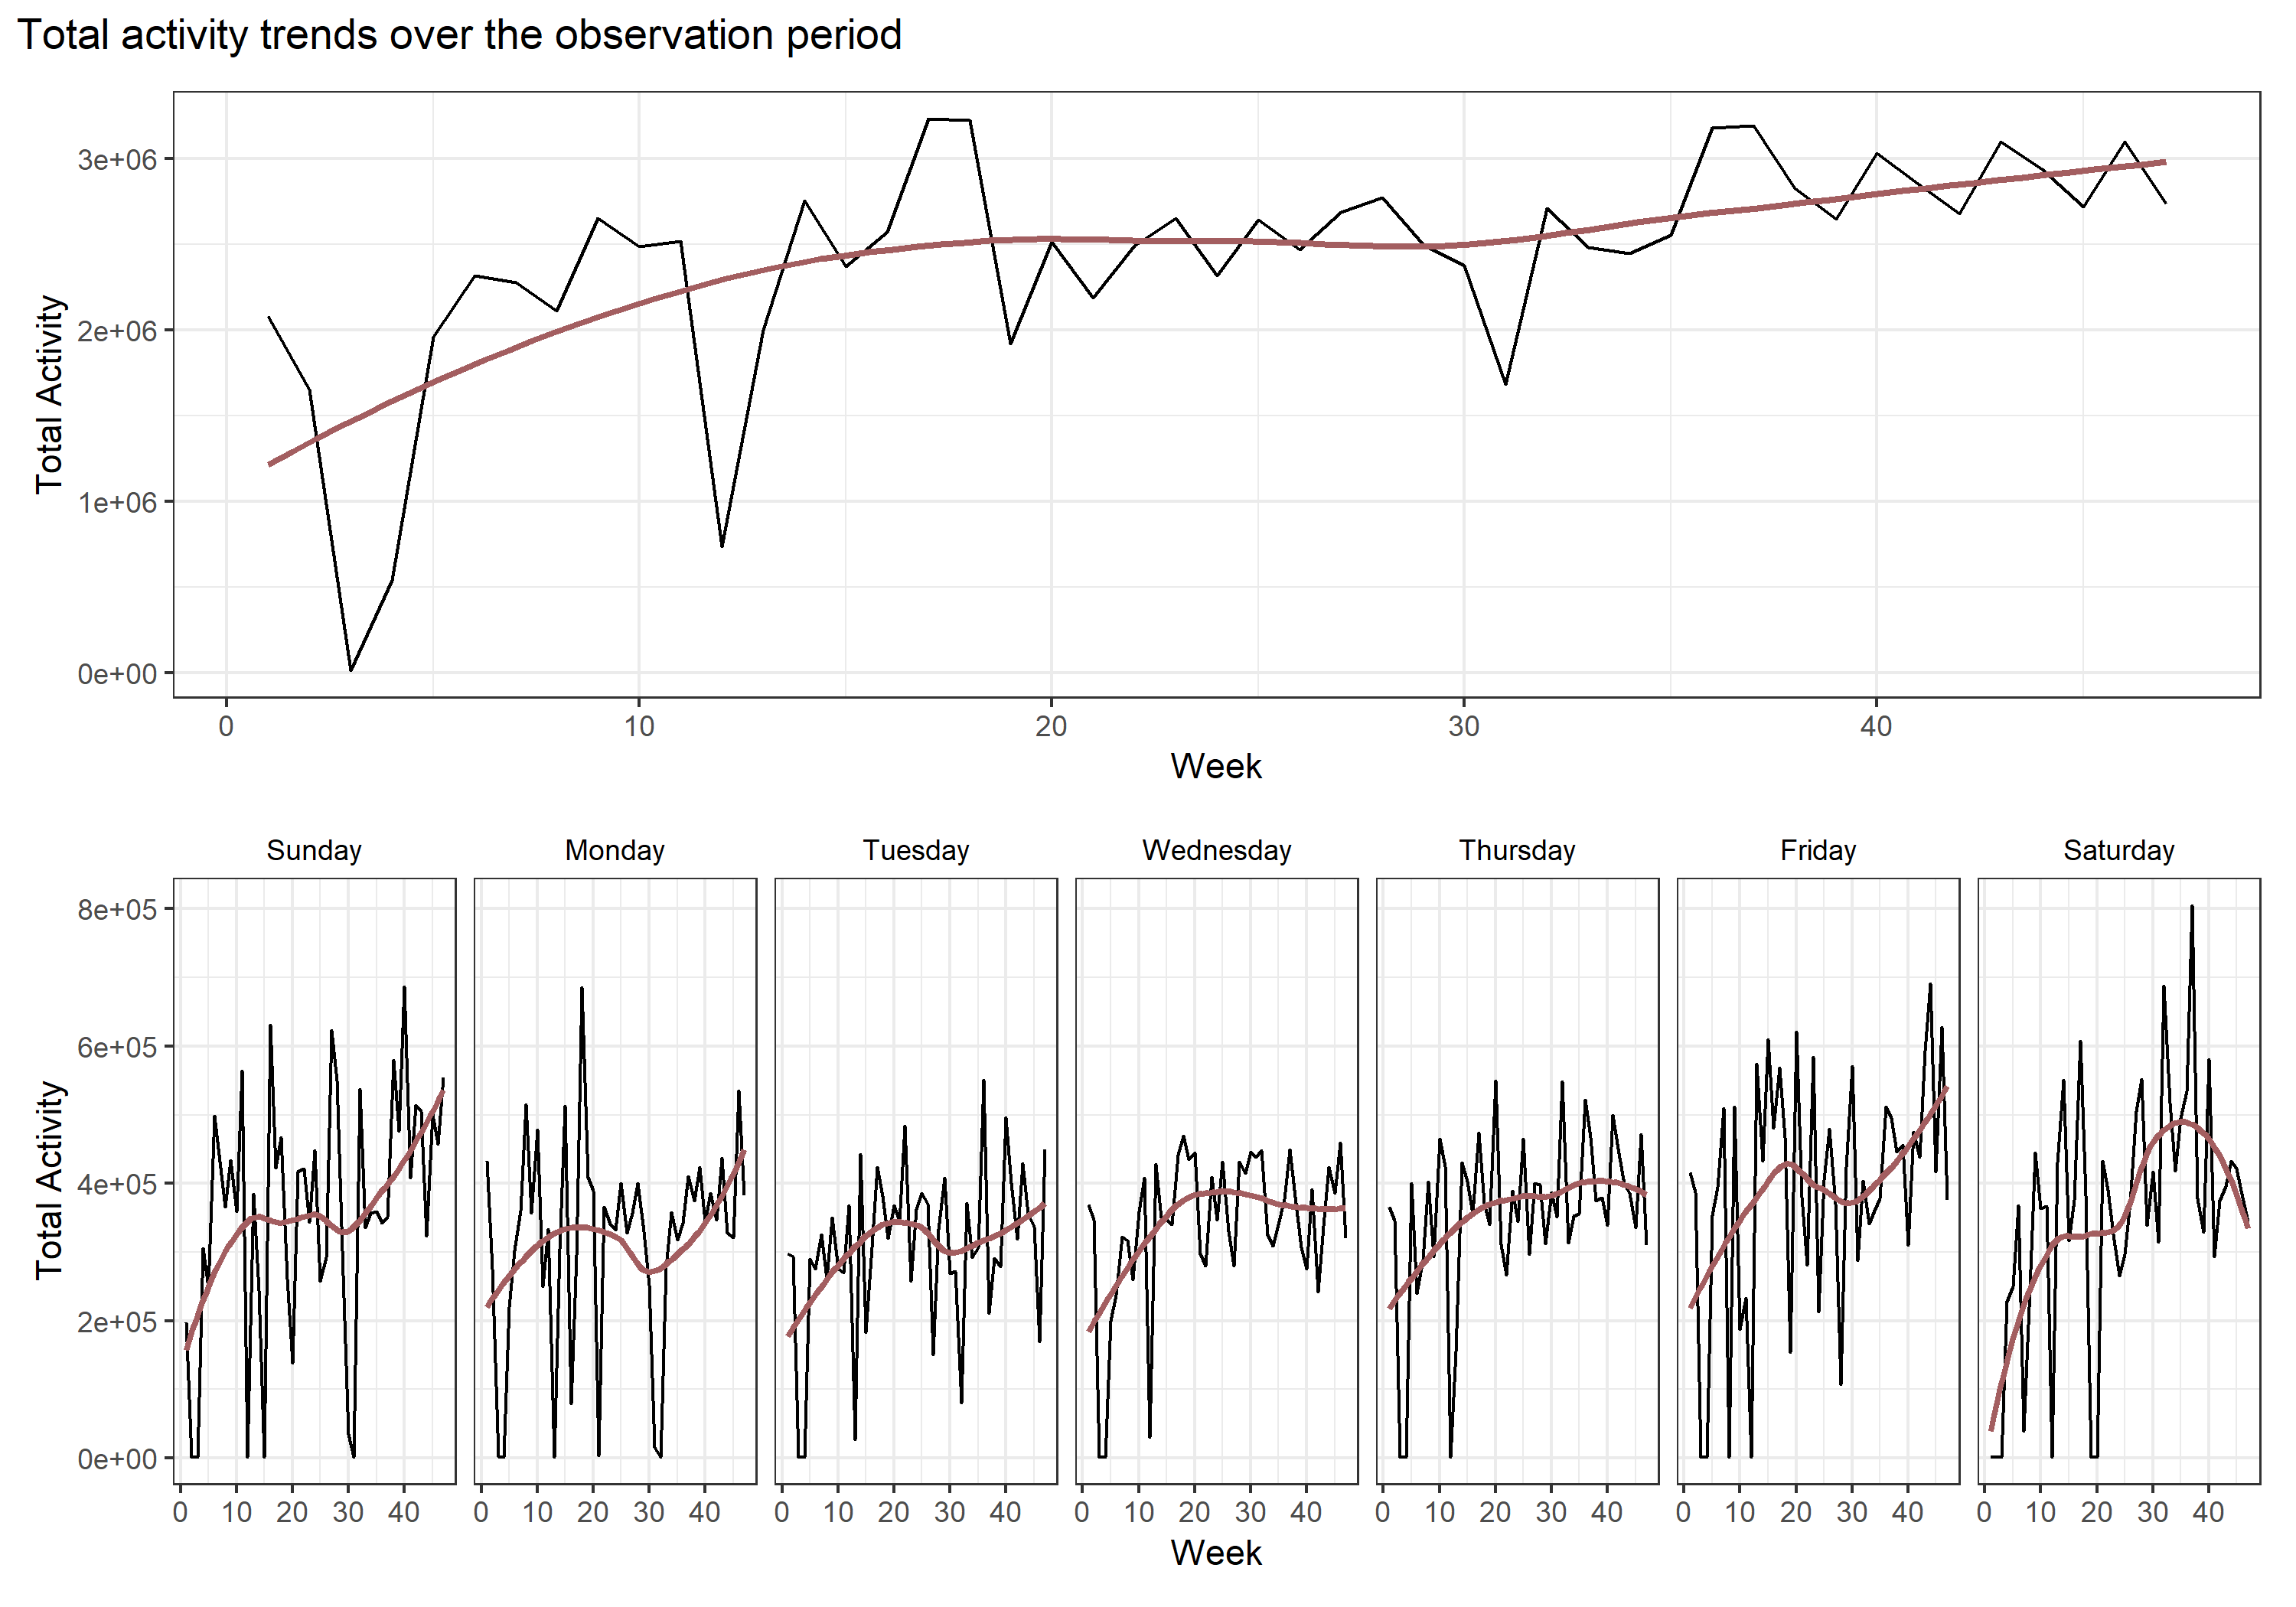 Total activity trends over the observation period
Total Activity
3e+06
2e+06
1e+06
0e+00
0 10 20 30 40
Week
Sunday Monday Tuesday Wednesday Thursday Friday Saturday
Total Activity
8e+05
6e+05
4e+05
2e+05
0e+00
0 10 20 30 40 0 10 20 30 40 0 10 20 30 40 0 10 20 30 40 0 10 20 30 40 0 10 20 30 40 0 10 20 30 40
Week